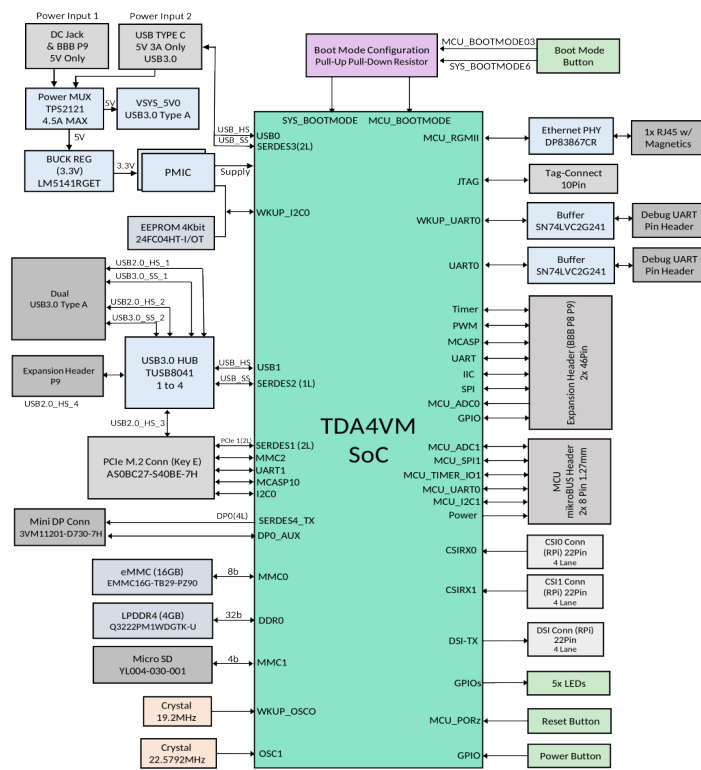 Power Input 1
Power Input 2
DC Jack
& BBB P9
5V Only
USB TYPE C
5V 3A Only
USB3.0
Boot Mode Configuration
Pull-Up Pull-Down Resistor
MCU_BOOTMODE03
SYS_BOOTMODE6
Boot Mode
Button
Power MUX
TPS2121
4.5A MAX
5V
VSYS_5V0
USB3.0 Type A
5V
BUCK REG
(3.3V)
LM5141RGET
3.3V
PMIC
Supply
EEPROM 4Kbit
24FC04HT-I/OT
USB_HS
USB_SS
SYS_BOOTMODE
MCU_BOOTMODE
USB0
SERDES3(2L)
WKUP_I2C0
MCU_RGMII
Ethernet PHY
DP83867CR
1x RJ45 w/
Magnetics
JTAG
Tag-Connect
10Pin
WKUP_UART0
Buffer
SN74LVC2G241
Debug UART
Pin Header
UART0
Buffer
SN74LVC2G241
Debug UART
Pin Header
Dual
USB3.0 Type A
USB2.0_HS_1
USB3.0_SS_1
USB2.0_HS_2
USB3.0_SS_2
USB3.0 HUB
TUSB8041
1 to 4
Expansion Header
P9
USB2.0_HS_4
USB_HS
USB_SS
USB1
SERDES2 (1L)
USB2.0_HS_3
Timer
PWM
MCASP
UART
IIC
SPI
MCU_ADC0
GPIO
Expansion Header (BBB P8 P9)
2x 46Pin
TDA4VM
SoC
PCIe M.2 Conn (Key E)
AS0BC27-S40BE-7H
PCIe 1(2L)
SERDES1 (2L)
MMC2
UART1
MCASP10
I2C0
MCU_ADC1
MCU_SPI1
MCU_TIMER_IO1
MCU_UART0
MCU_I2C1
Power
MCU
mikroBUS Header
2x 8 Pin 1.27mm
Mini DP Conn
3VM11201-D730-7H
DP0(4L)
SERDES4_TX
DP0_AUX
CSIRX0
CSI0 Conn
(RPi) 22Pin
4 Lane
eMMC (16GB)
EMMC16G-TB29-PZ90
8b
MMC0
CSIRX1
CSI1 Conn
(RPi) 22Pin
4 Lane
LPDDR4 (4GB)
Q3222PM1WDGTK-U
32b
DDR0
DSI-TX
DSI Conn (RPi)
22Pin
4 Lane
Micro SD
YL004-030-001
4b
MMC1
GPIOs
5x LEDs
Crystal
19.2MHz
WKUP_OSCO
MCU_PORz
Reset Button
Crystal
22.5792MHz
OSC1
GPIO
Power Button